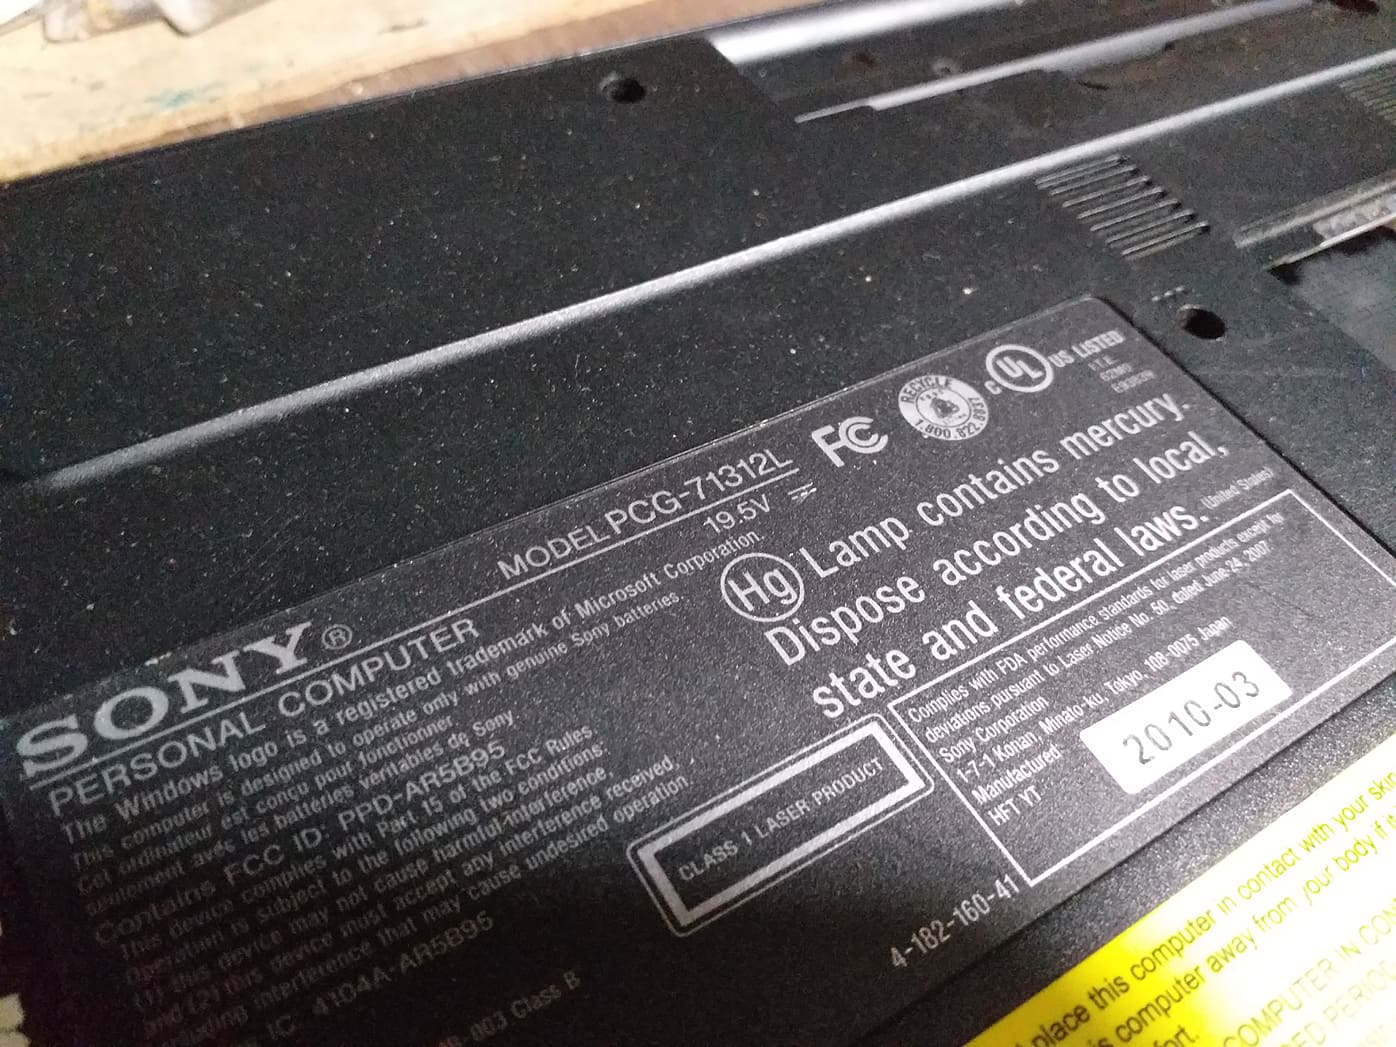 SONY®
PERSONAL COMPUTER
MODEL PCG-71312L
19.5V
FC
RECYCLE
1.800.822.8837
c UL US LISTED
I.T.E.
The Windows logo is a registered trademark of Microsoft Corporation.
This computer is designed to operate only with genuine Sony batteries.
Cet ordinateur est conçu pour fonctionner
seulement avec les batteries véritables de Sony.
Contains FCC ID: PPD-AR5B95
This device complies with Part 15 of the FCC Rules.
Operation is subject to the following two conditions:
(1) this device may not cause harmful interference,
and (2) this device must accept any interference received,
including interference that may cause undesired operation.
IC 4104A-AR5B95
003 Class B
Hg Lamp contains mercury.
Dispose according to local,
state and federal laws.
(United States)
CLASS 1 LASER PRODUCT
Complies with FDA performance standards for laser products except for
deviations pursuant to Laser Notice No. 50, dated June 24, 2007
Sony Corporation
1-7-1 Konan, Minato-ku, Tokyo, 108-0075 Japan
Manufactured:
2010-03
HFT YT
4-182-160-41
place this computer in contact with your skin
is computer away from your body if
COMPUTER IN
PERIOD